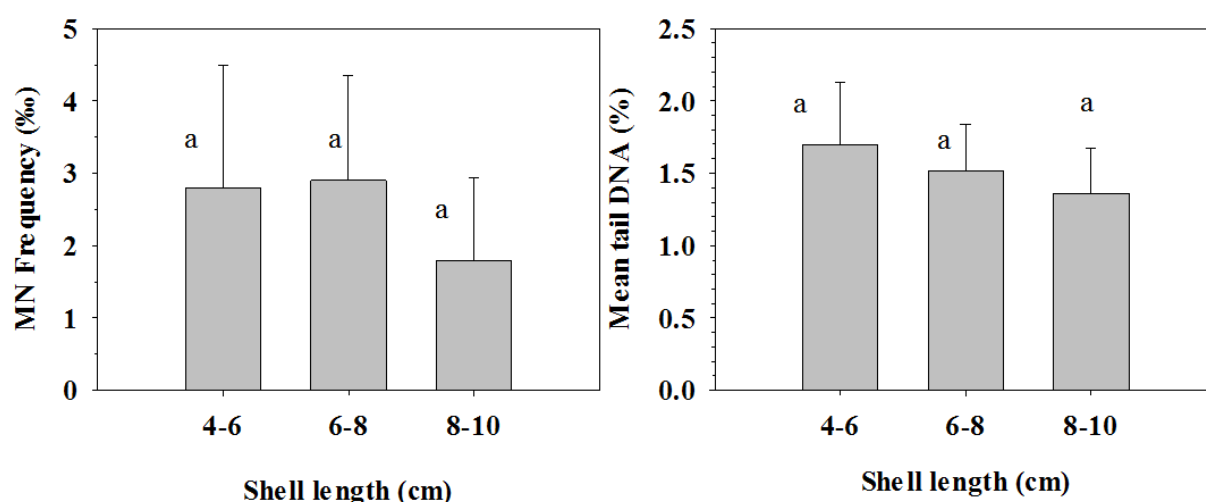 MN Frequency (‰)
5
4
3
2
1
0
a
a
a
4-6
6-8
8-10
Shell length (cm)
Mean tail DNA (%)
2.5
2.0
1.5
1.0
0.5
0.0
a
a
a
4-6
6-8
8-10
Shell length (cm)